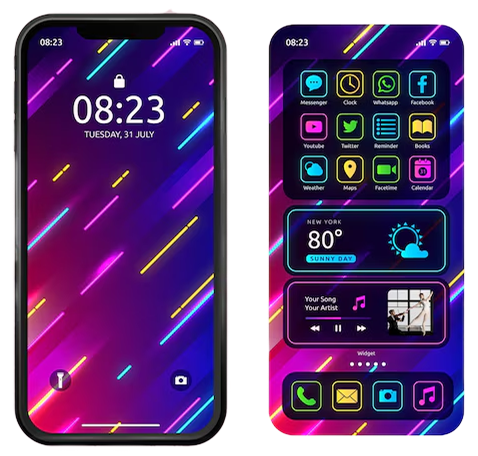 08:23
08:23
TUESDAY, 31 JULY
08:23
Messenger Clock Whatsapp Facebook
Youtube Twitter Reminder Books
Weather Maps Facetime Calendar
31
NEW YORK
80°
SUNNY DAY
Your Song
Your Artist
Widget